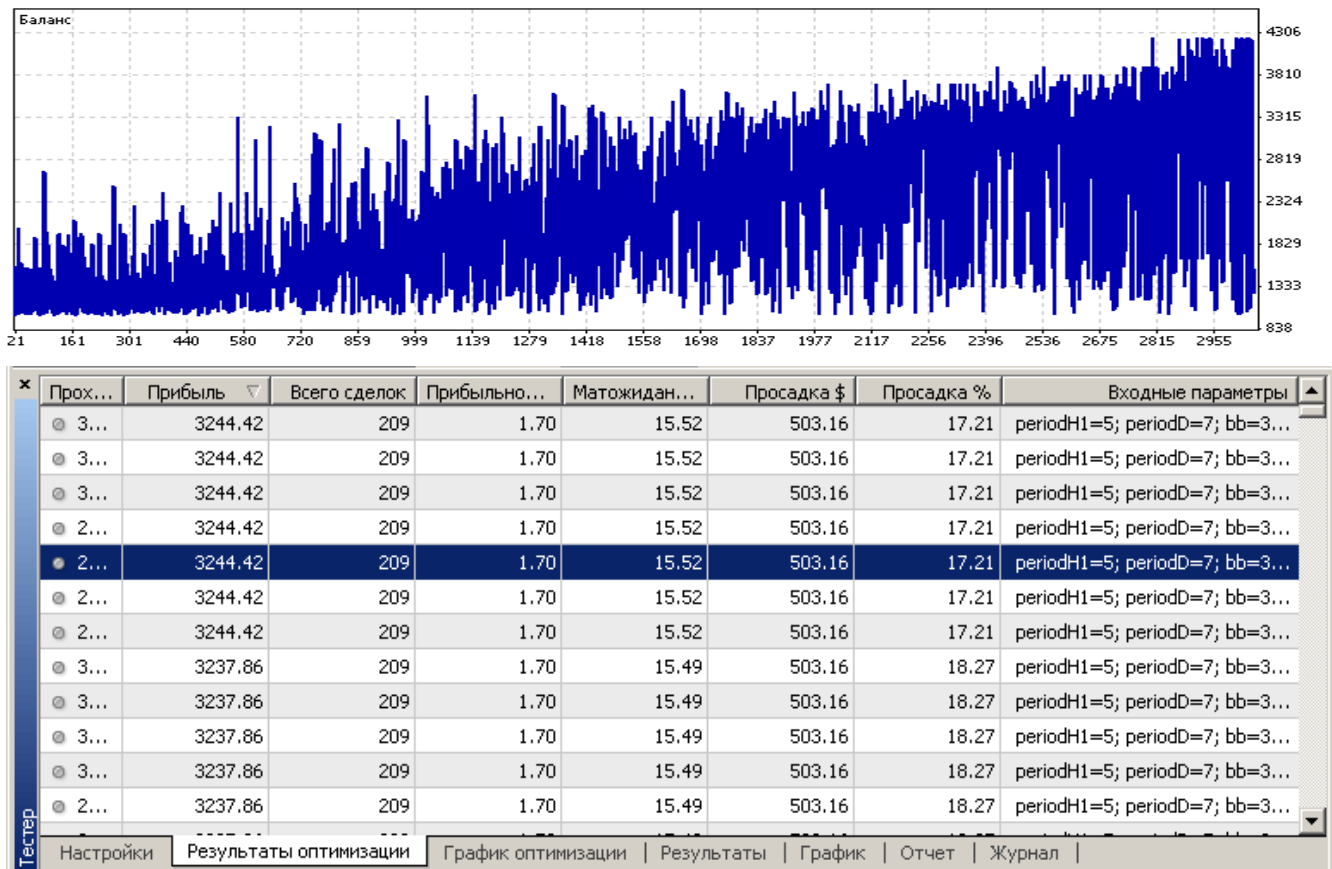 Баланс
4306
3810
3315
2819
2324
1829
1333
838
21 161 301 440 580 720 859 999 1139 1279 1418 1558 1698 1837 1977 2117 2256 2396 2536 2675 2815 2955
Прох... Прибыль Всего сделок Прибыльно... Матожидан... Просадка $ Просадка % Входные параметры
3... 3244.42 209 1.70 15.52 503.16 17.21 periodH1=5; periodD=7; bb=3...
3... 3244.42 209 1.70 15.52 503.16 17.21 periodH1=5; periodD=7; bb=3...
3... 3244.42 209 1.70 15.52 503.16 17.21 periodH1=5; periodD=7; bb=3...
2... 3244.42 209 1.70 15.52 503.16 17.21 periodH1=5; periodD=7; bb=3...
2... 3244.42 209 1.70 15.52 503.16 17.21 periodH1=5; periodD=7; bb=3...
2... 3244.42 209 1.70 15.52 503.16 17.21 periodH1=5; periodD=7; bb=3...
2... 3244.42 209 1.70 15.52 503.16 17.21 periodH1=5; periodD=7; bb=3...
3... 3237.86 209 1.70 15.49 503.16 18.27 periodH1=5; periodD=7; bb=3...
3... 3237.86 209 1.70 15.49 503.16 18.27 periodH1=5; periodD=7; bb=3...
3... 3237.86 209 1.70 15.49 503.16 18.27 periodH1=5; periodD=7; bb=3...
3... 3237.86 209 1.70 15.49 503.16 18.27 periodH1=5; periodD=7; bb=3...
2... 3237.86 209 1.70 15.49 503.16 18.27 periodH1=5; periodD=7; bb=3...
Тестер
Настройки | Результаты оптимизации | График оптимизации | Результаты | График | Отчет | Журнал |